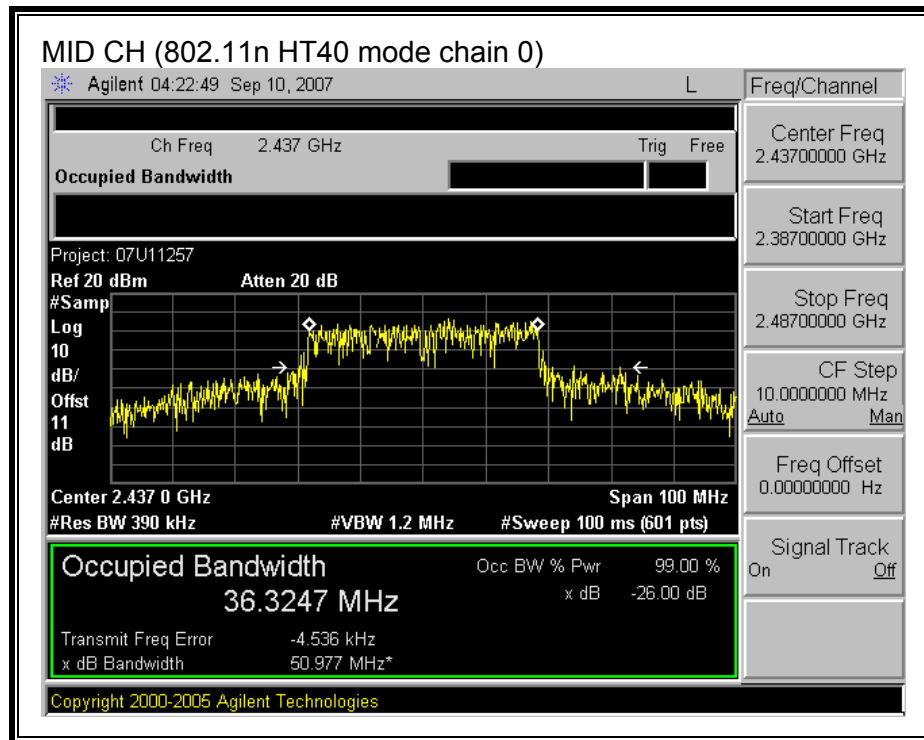 MID CH (802.11n HT40 mode chain 0)
Agilent 04:22:49 Sep 10, 2007 L
Freq/Channel
Ch Freq 2.437 GHz Trig Free
Occupied Bandwidth
Center Freq
2.43700000 GHz
Start Freq
2.38700000 GHz
Stop Freq
2.48700000 GHz
CF Step
10.0000000 MHz
Auto Man
Freq Offset
0.00000000 Hz
Signal Track
On Off
Project: 07U11257
Ref 20 dBm Atten 20 dB
#Samp
Log
10
dB/
Offst
11
dB
Center 2.437 0 GHz Span 100 MHz
#Res BW 390 kHz #VBW 1.2 MHz #Sweep 100 ms (601 pts)
Occupied Bandwidth Occ BW % Pwr 99.00 %
36.3247 MHz x dB -26.00 dB
Transmit Freq Error -4.536 kHz
x dB Bandwidth 50.977 MHz*
Copyright 2000-2005 Agilent Technologies